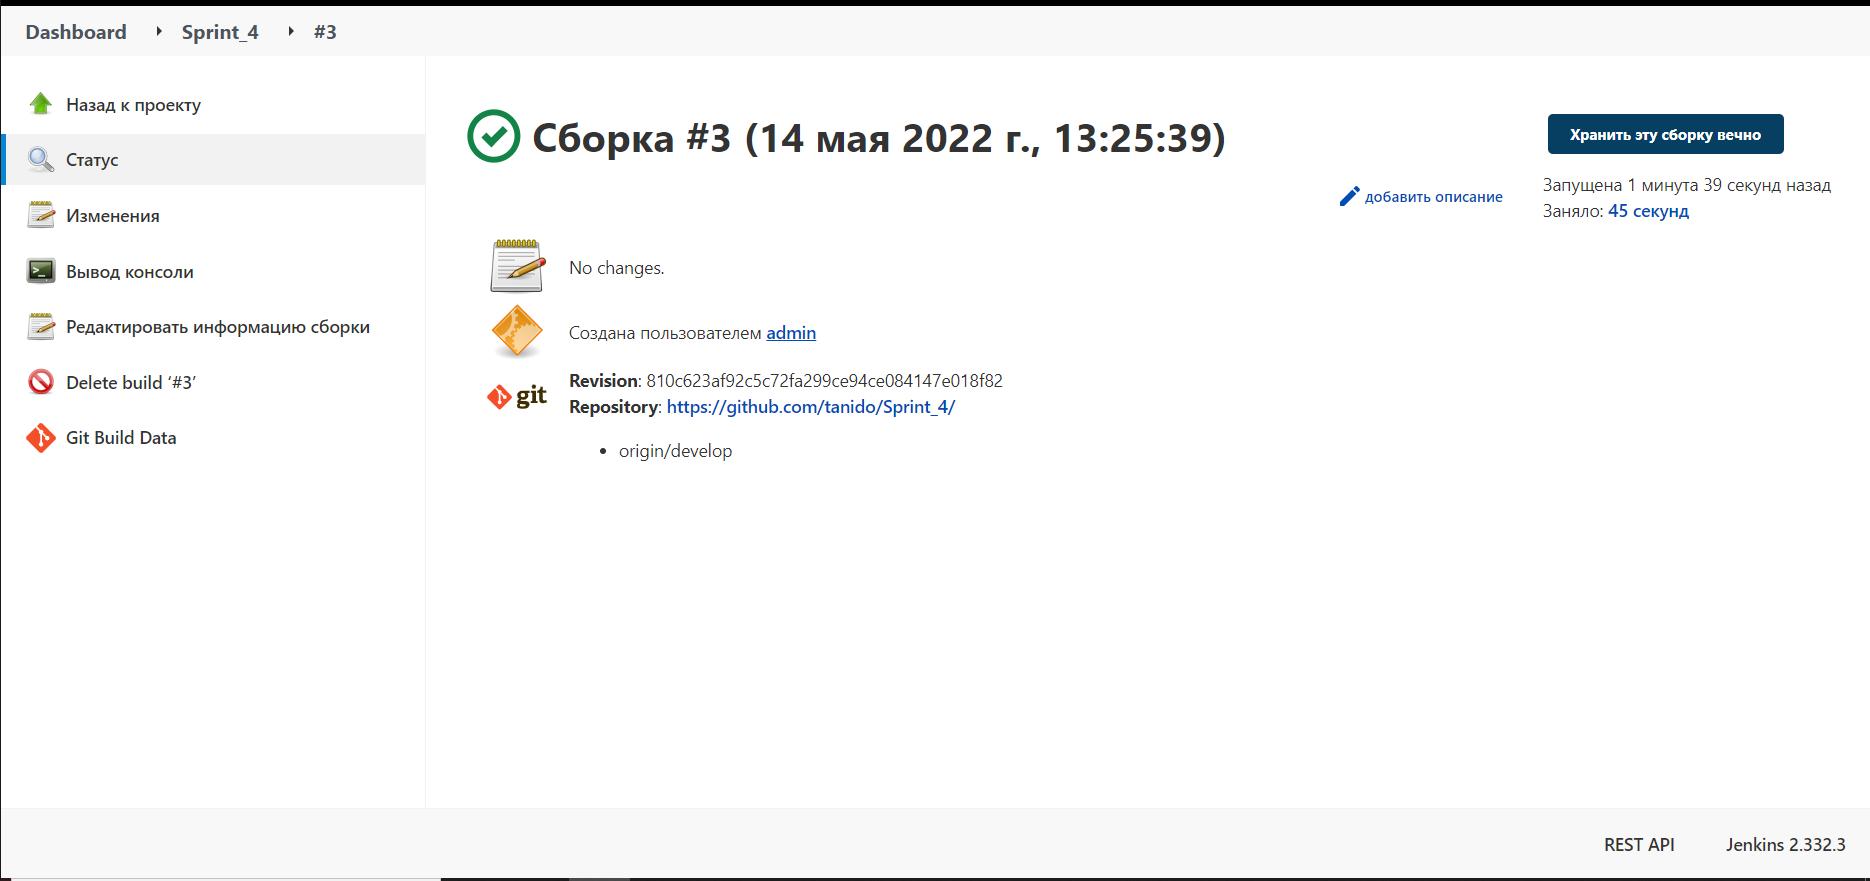 Dashboard Sprint_4 #3
Назад к проекту
Статус
Изменения
Вывод консоли
Редактировать информацию сборки
Delete build ‘#3’
Git Build Data
Сборка #3 (14 мая 2022 г., 13:25:39)
Хранить эту сборку вечно
добавить описание
Запущена 1 минута 39 секунд назад
Заняло: 45 секунд
No changes.
Создана пользователем admin
git
Revision: 810c623af92c5c72fa299ce94ce084147e018f82
Repository: https://github.com/tanido/Sprint_4/
origin/develop
REST API Jenkins 2.332.3